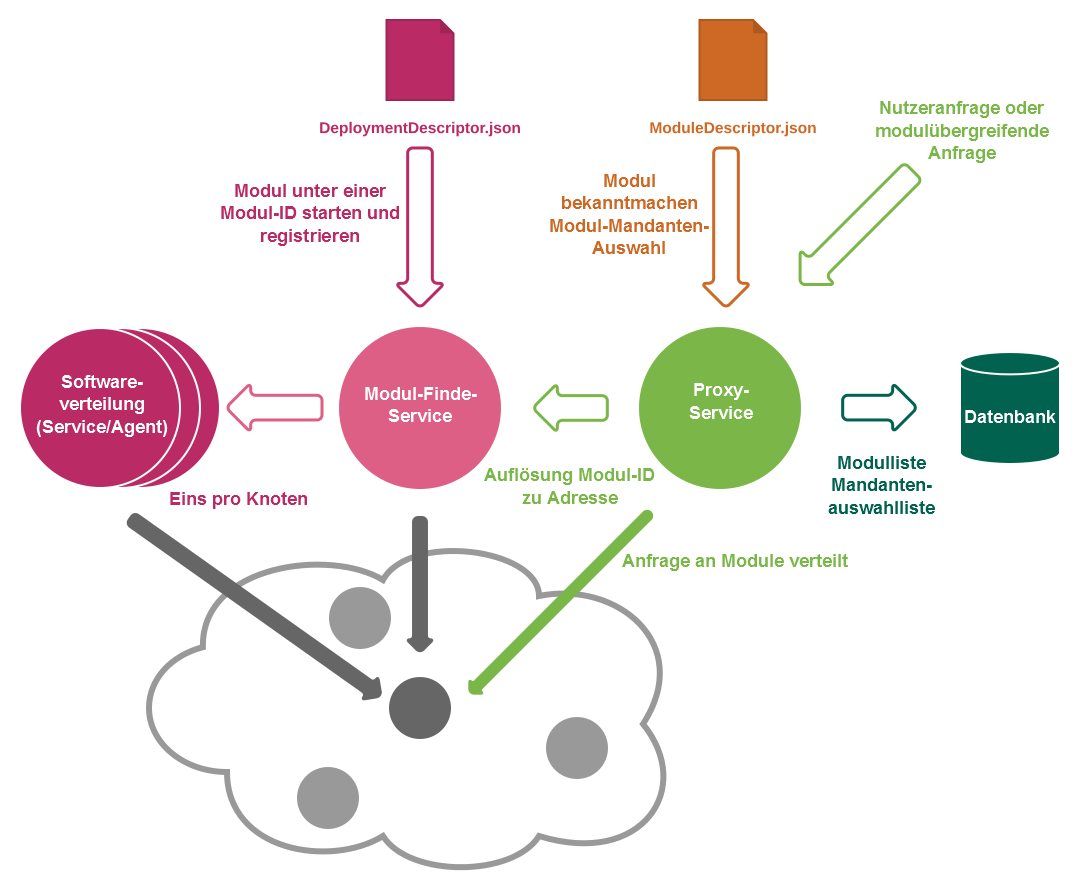 DeploymentDescriptor.json
ModuleDescriptor.json
Nutzeranfrage oder
modulübergreifende
Anfrage
Modul unter einer
Modul-ID starten und
registrieren
Modul
bekanntmachen
Modul-Mandanten-
Auswahl
Software-
verteilung
(Service/Agent)
Modul-Finde-
Service
Proxy-
Service
Datenbank
Eins pro Knoten
Auflösung Modul-ID
zu Adresse
Modulliste
Mandanten-
auswahlliste
Anfrage an Module verteilt